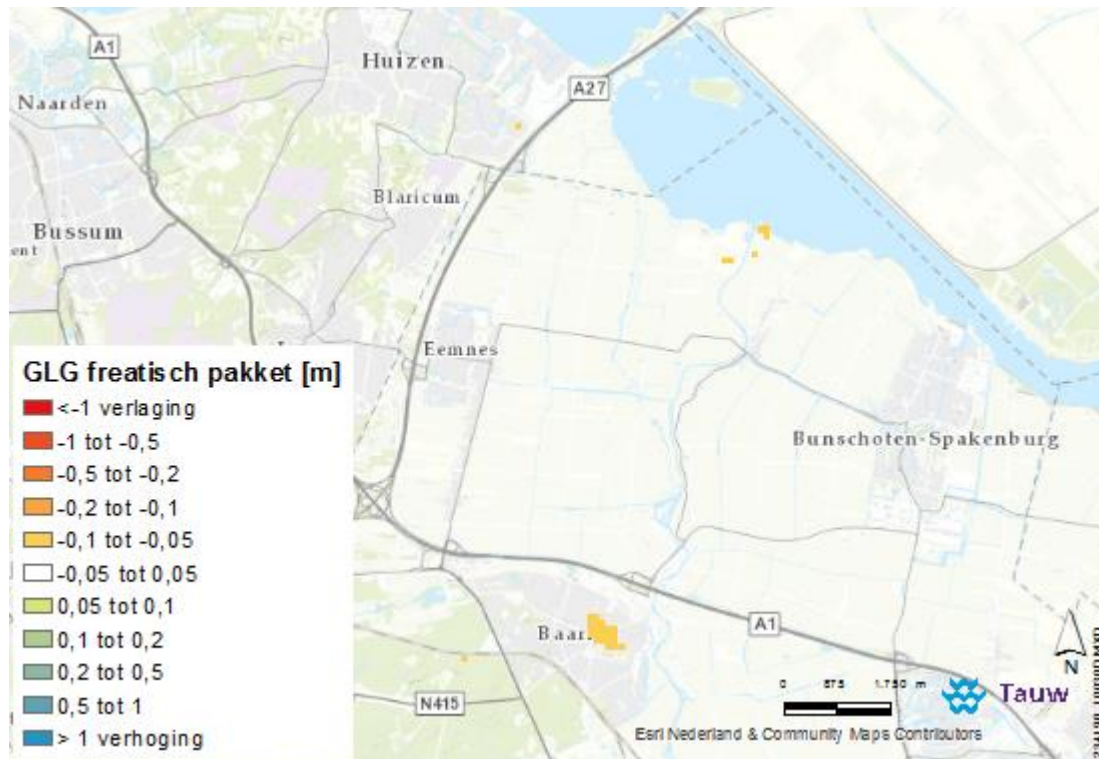 A1
Huizen
A27
Naarden
Blaricum
Bussum
ent
Eemnes
GLG freatisch pakket [m]
<-1 verlaging
-1 tot -0,5
-0,5 tot -0,2
-0,2 tot -0,1
-0,1 tot -0,05
-0,05 tot 0,05
0,05 tot 0,1
0,1 tot 0,2
0,2 tot 0,5
0,5 tot 1
> 1 verhoging
Bunschoten-Spakenburg
Baar
A1
N415
N
0 875 1.750 m
Tauw
Esri Nederland & Community Maps Contributors